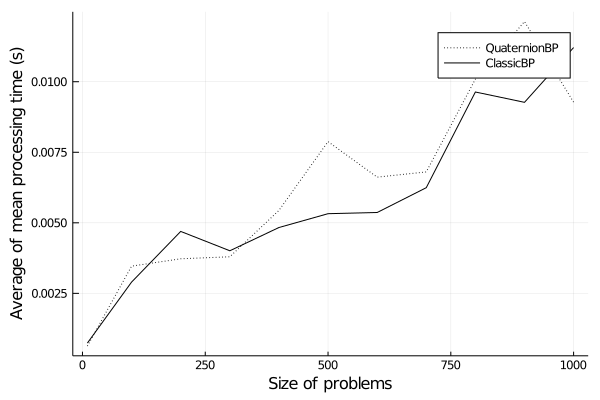 QuaternionBP
ClassicBP
Average of mean processing time (s)
0.0100
0.0075
0.0050
0.0025
0
250
500
750
1000
Size of problems